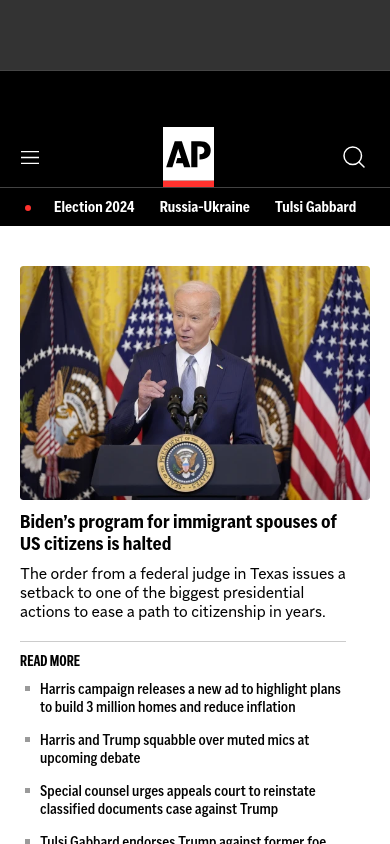 AP
Election 2024 Russia-Ukraine Tulsi Gabbard
Biden’s program for immigrant spouses of
US citizens is halted
The order from a federal judge in Texas issues a
setback to one of the biggest presidential
actions to ease a path to citizenship in years.
READ MORE
Harris campaign releases a new ad to highlight plans
to build 3 million homes and reduce inflation
Harris and Trump squabble over muted mics at
upcoming debate
Special counsel urges appeals court to reinstate
classified documents case against Trump
Tulsi Gabbard endorses Trump against former foe